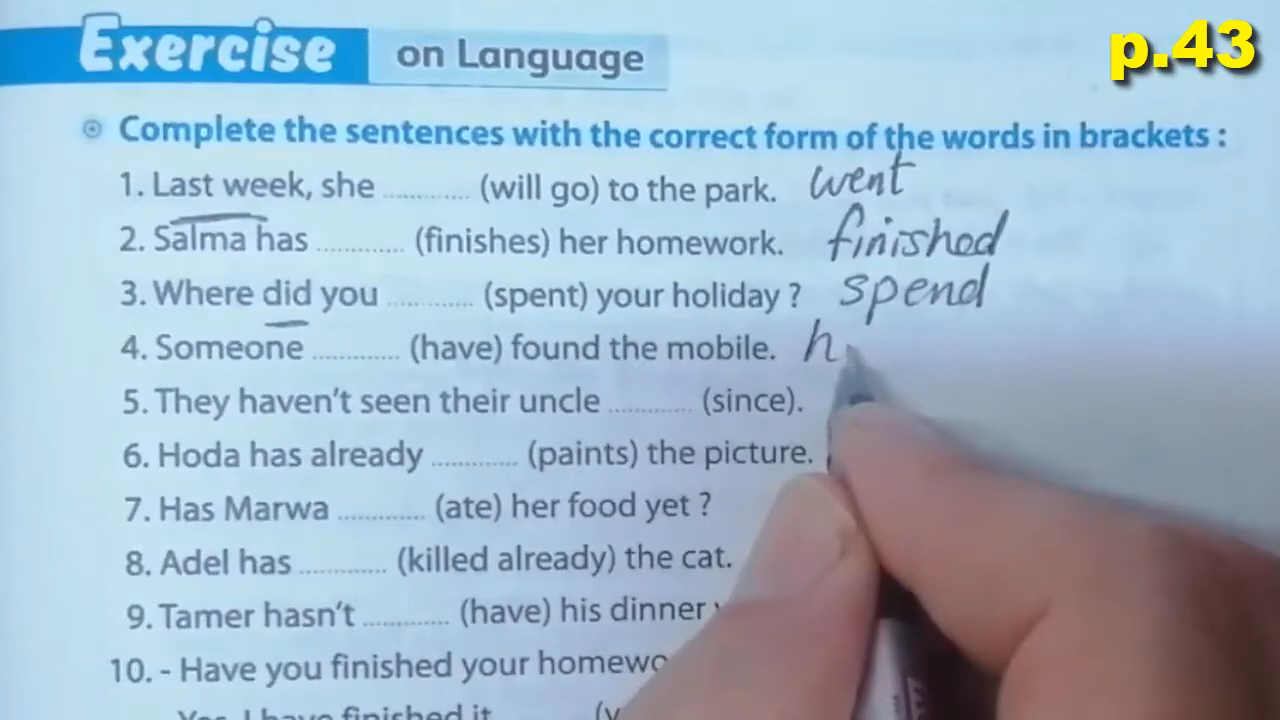 Exercise on Language p.43
Complete the sentences with the correct form of the words in brackets :
1. Last week, she ............ (will go) to the park. went
2. Salma has ............ (finishes) her homework. finished
3. Where did you ............ (spent) your holiday ? spend
4. Someone ............ (have) found the mobile. h
5. They haven't seen their uncle ............ (since).
6. Hoda has already ............ (paints) the picture.
7. Has Marwa ............ (ate) her food yet ?
8. Adel has ............ (killed already) the cat.
9. Tamer hasn't ............ (have) his dinner
10. - Have you finished your
Yes, I have finished it